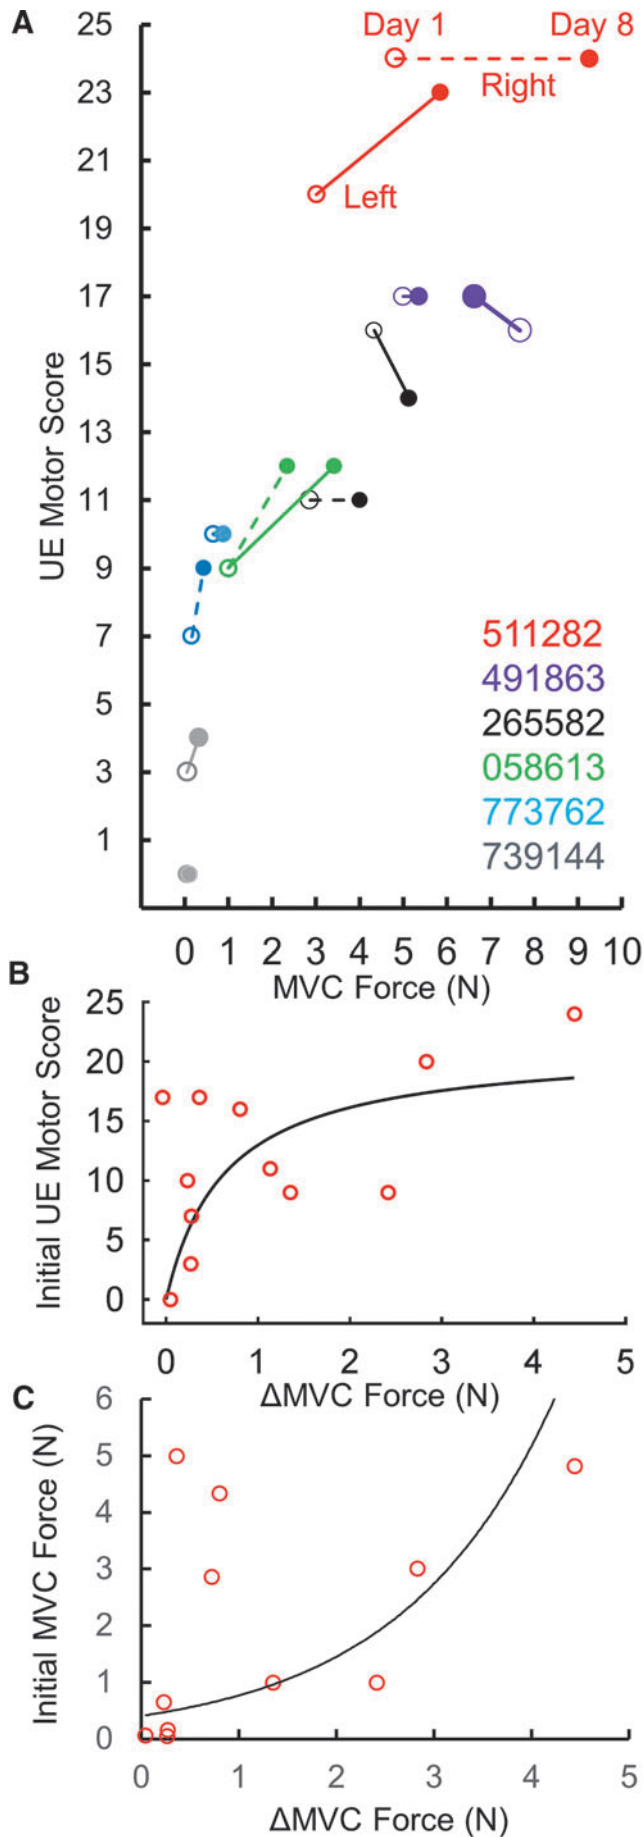 A
Day 1 Day 8
Right
Left
UE Motor Score
25
23
21
19
17
15
13
11
9
7
5
3
1
511282
491863
265582
058613
773762
739144
0 1 3 4 5 6 7 8 9 10
MVC Force (N)
B
Initial UE Motor Score
25
20
15
10
5
0
0 1 2 3 4 5
ΔMVC Force (N)
C
Initial MVC Force (N)
6
5
4
3
2
1
0
0 1 2 3 4 5
ΔMVC Force (N)